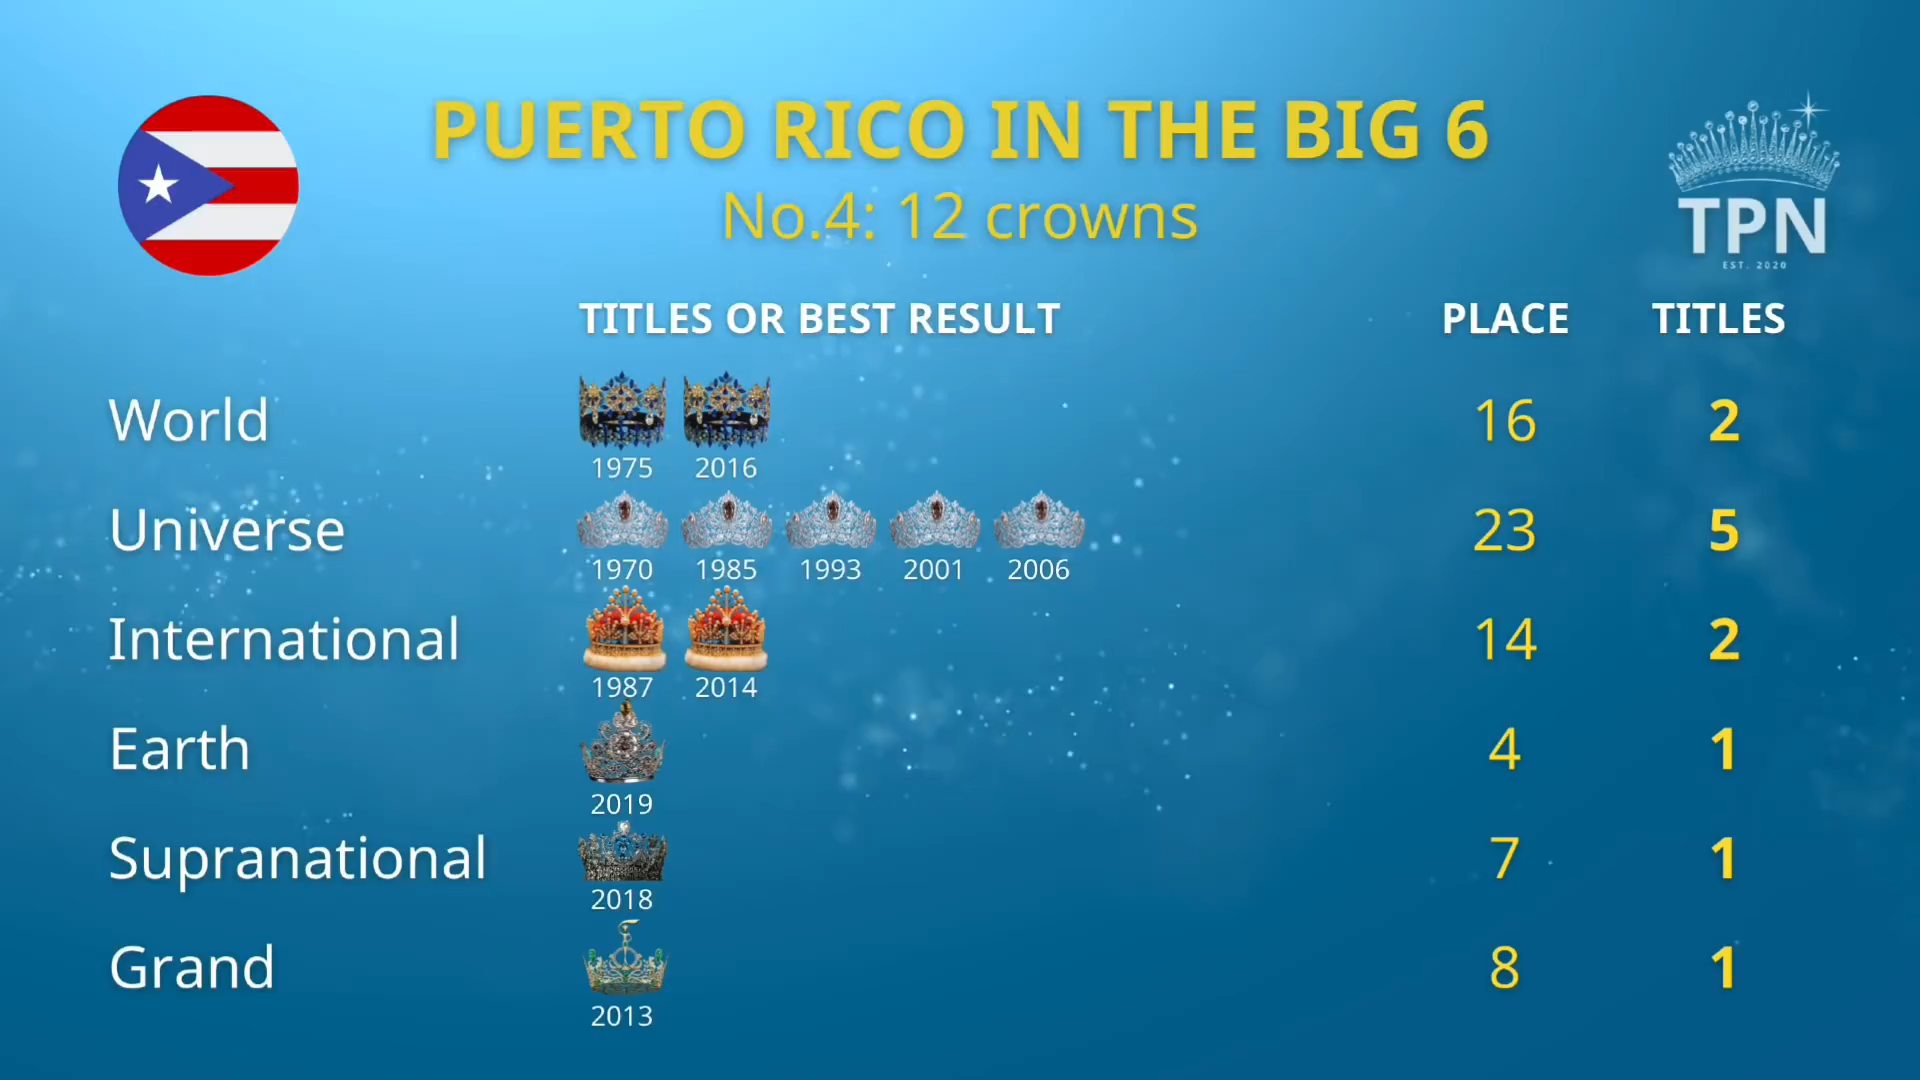 PUERTO RICO IN THE BIG 6
No.4: 12 crowns
TPN
EST. 2020
TITLES OR BEST RESULT PLACE TITLES
World 16 2
1975 2016
Universe 23 5
1970 1985 1993 2001 2006
International 14 2
1987 2014
Earth 4 1
2019
Supranational 7 1
2018
Grand 8 1
2013